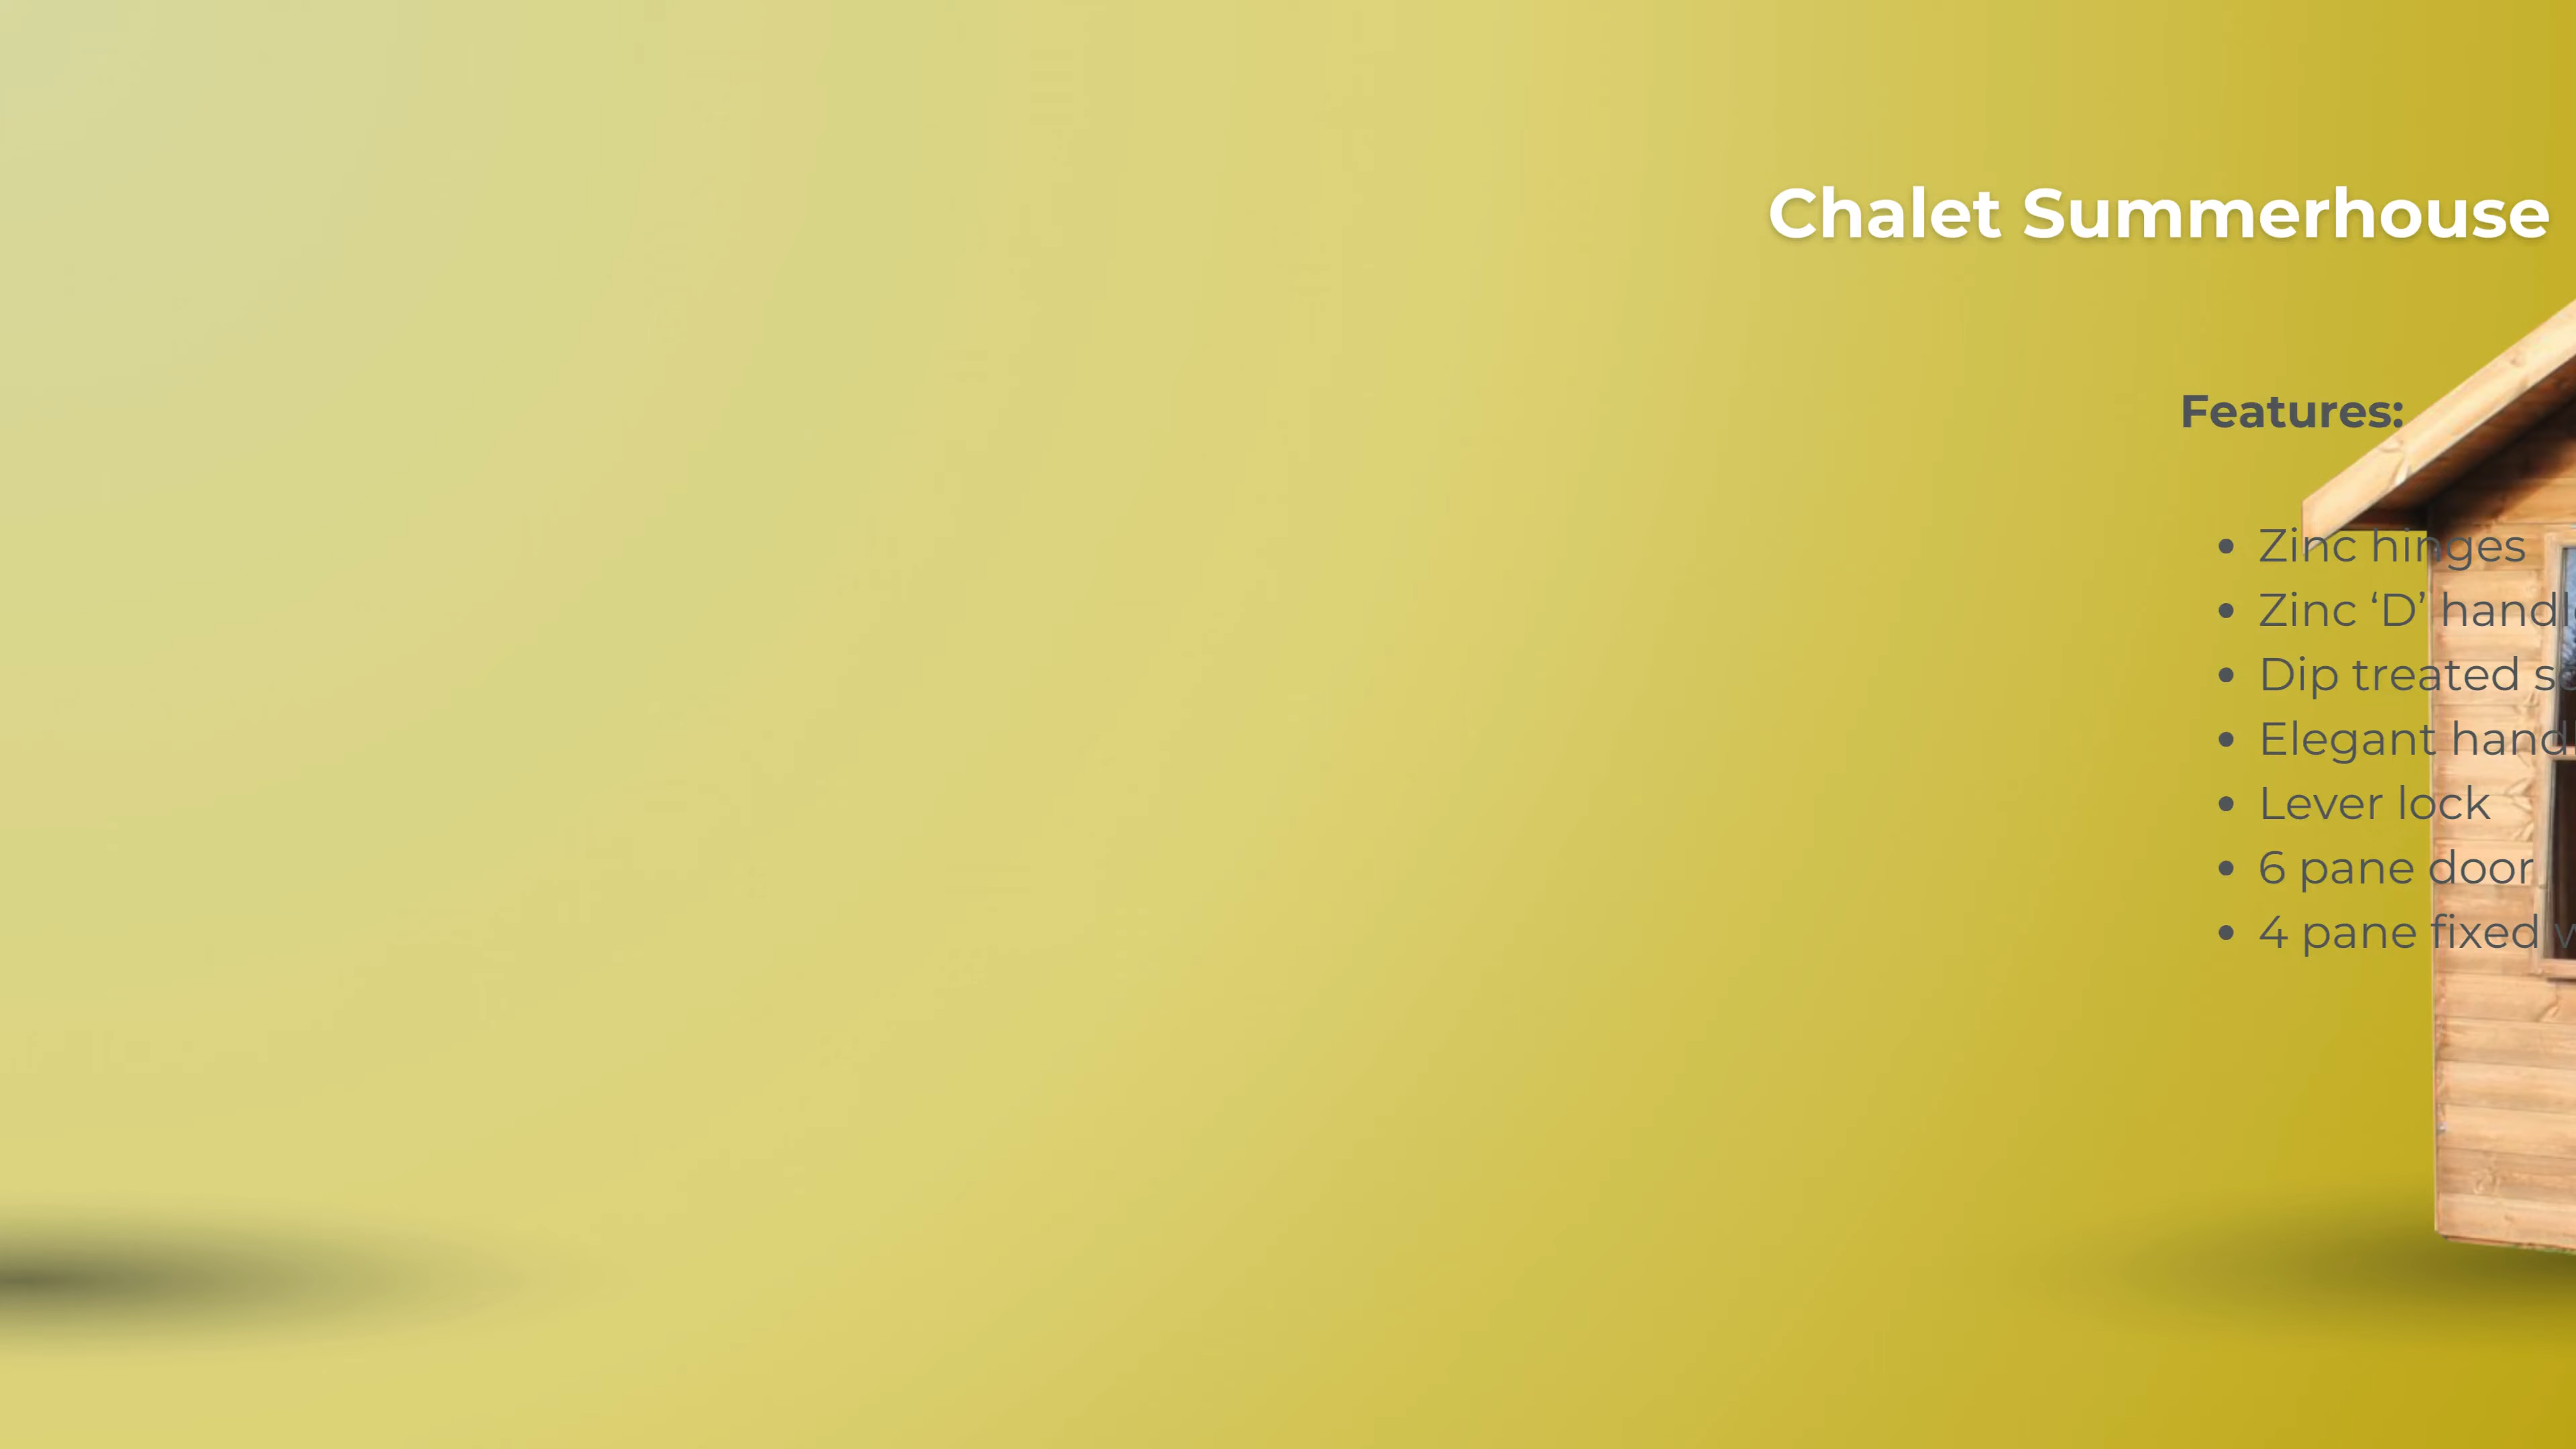 Chalet Summerhouse
Features:
• Zinc hinges
• Zinc ‘D’
• Dip treated
• Elegant
• Lever lock
• 6 pane door
• 4 pane fixed